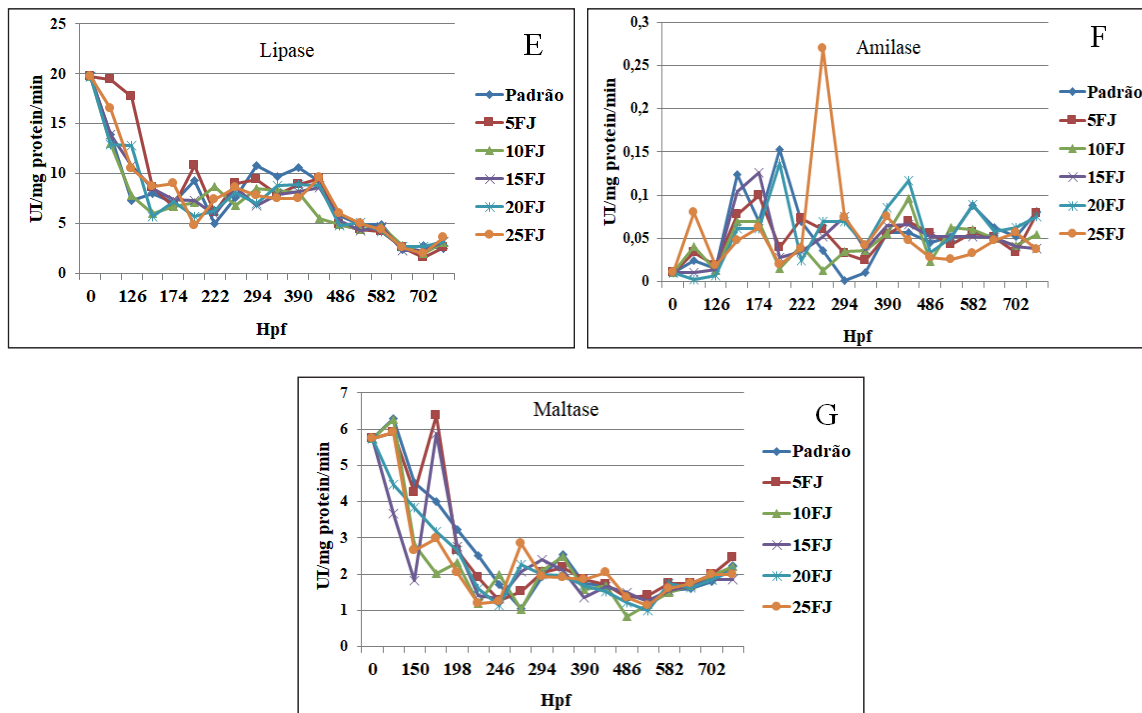 E
Lipase
25
20
15
10
5
0
UI/mg protein/min
0 126 174 222 294 390 486 582 702
Hpf
Padrão
5FJ
10FJ
15FJ
20FJ
25FJ
F
Amilase
0,3
0,25
0,2
0,15
0,1
0,05
0
UI/mg protein/min
0 126 174 222 294 390 486 582 702
Hpf
Padrão
5FJ
10FJ
15FJ
20FJ
25FJ
G
Maltase
7
6
5
4
3
2
1
0
UI/mg protein/min
0 150 198 246 294 390 486 582 702
Hpf
Padrão
5FJ
10FJ
15FJ
20FJ
25FJ